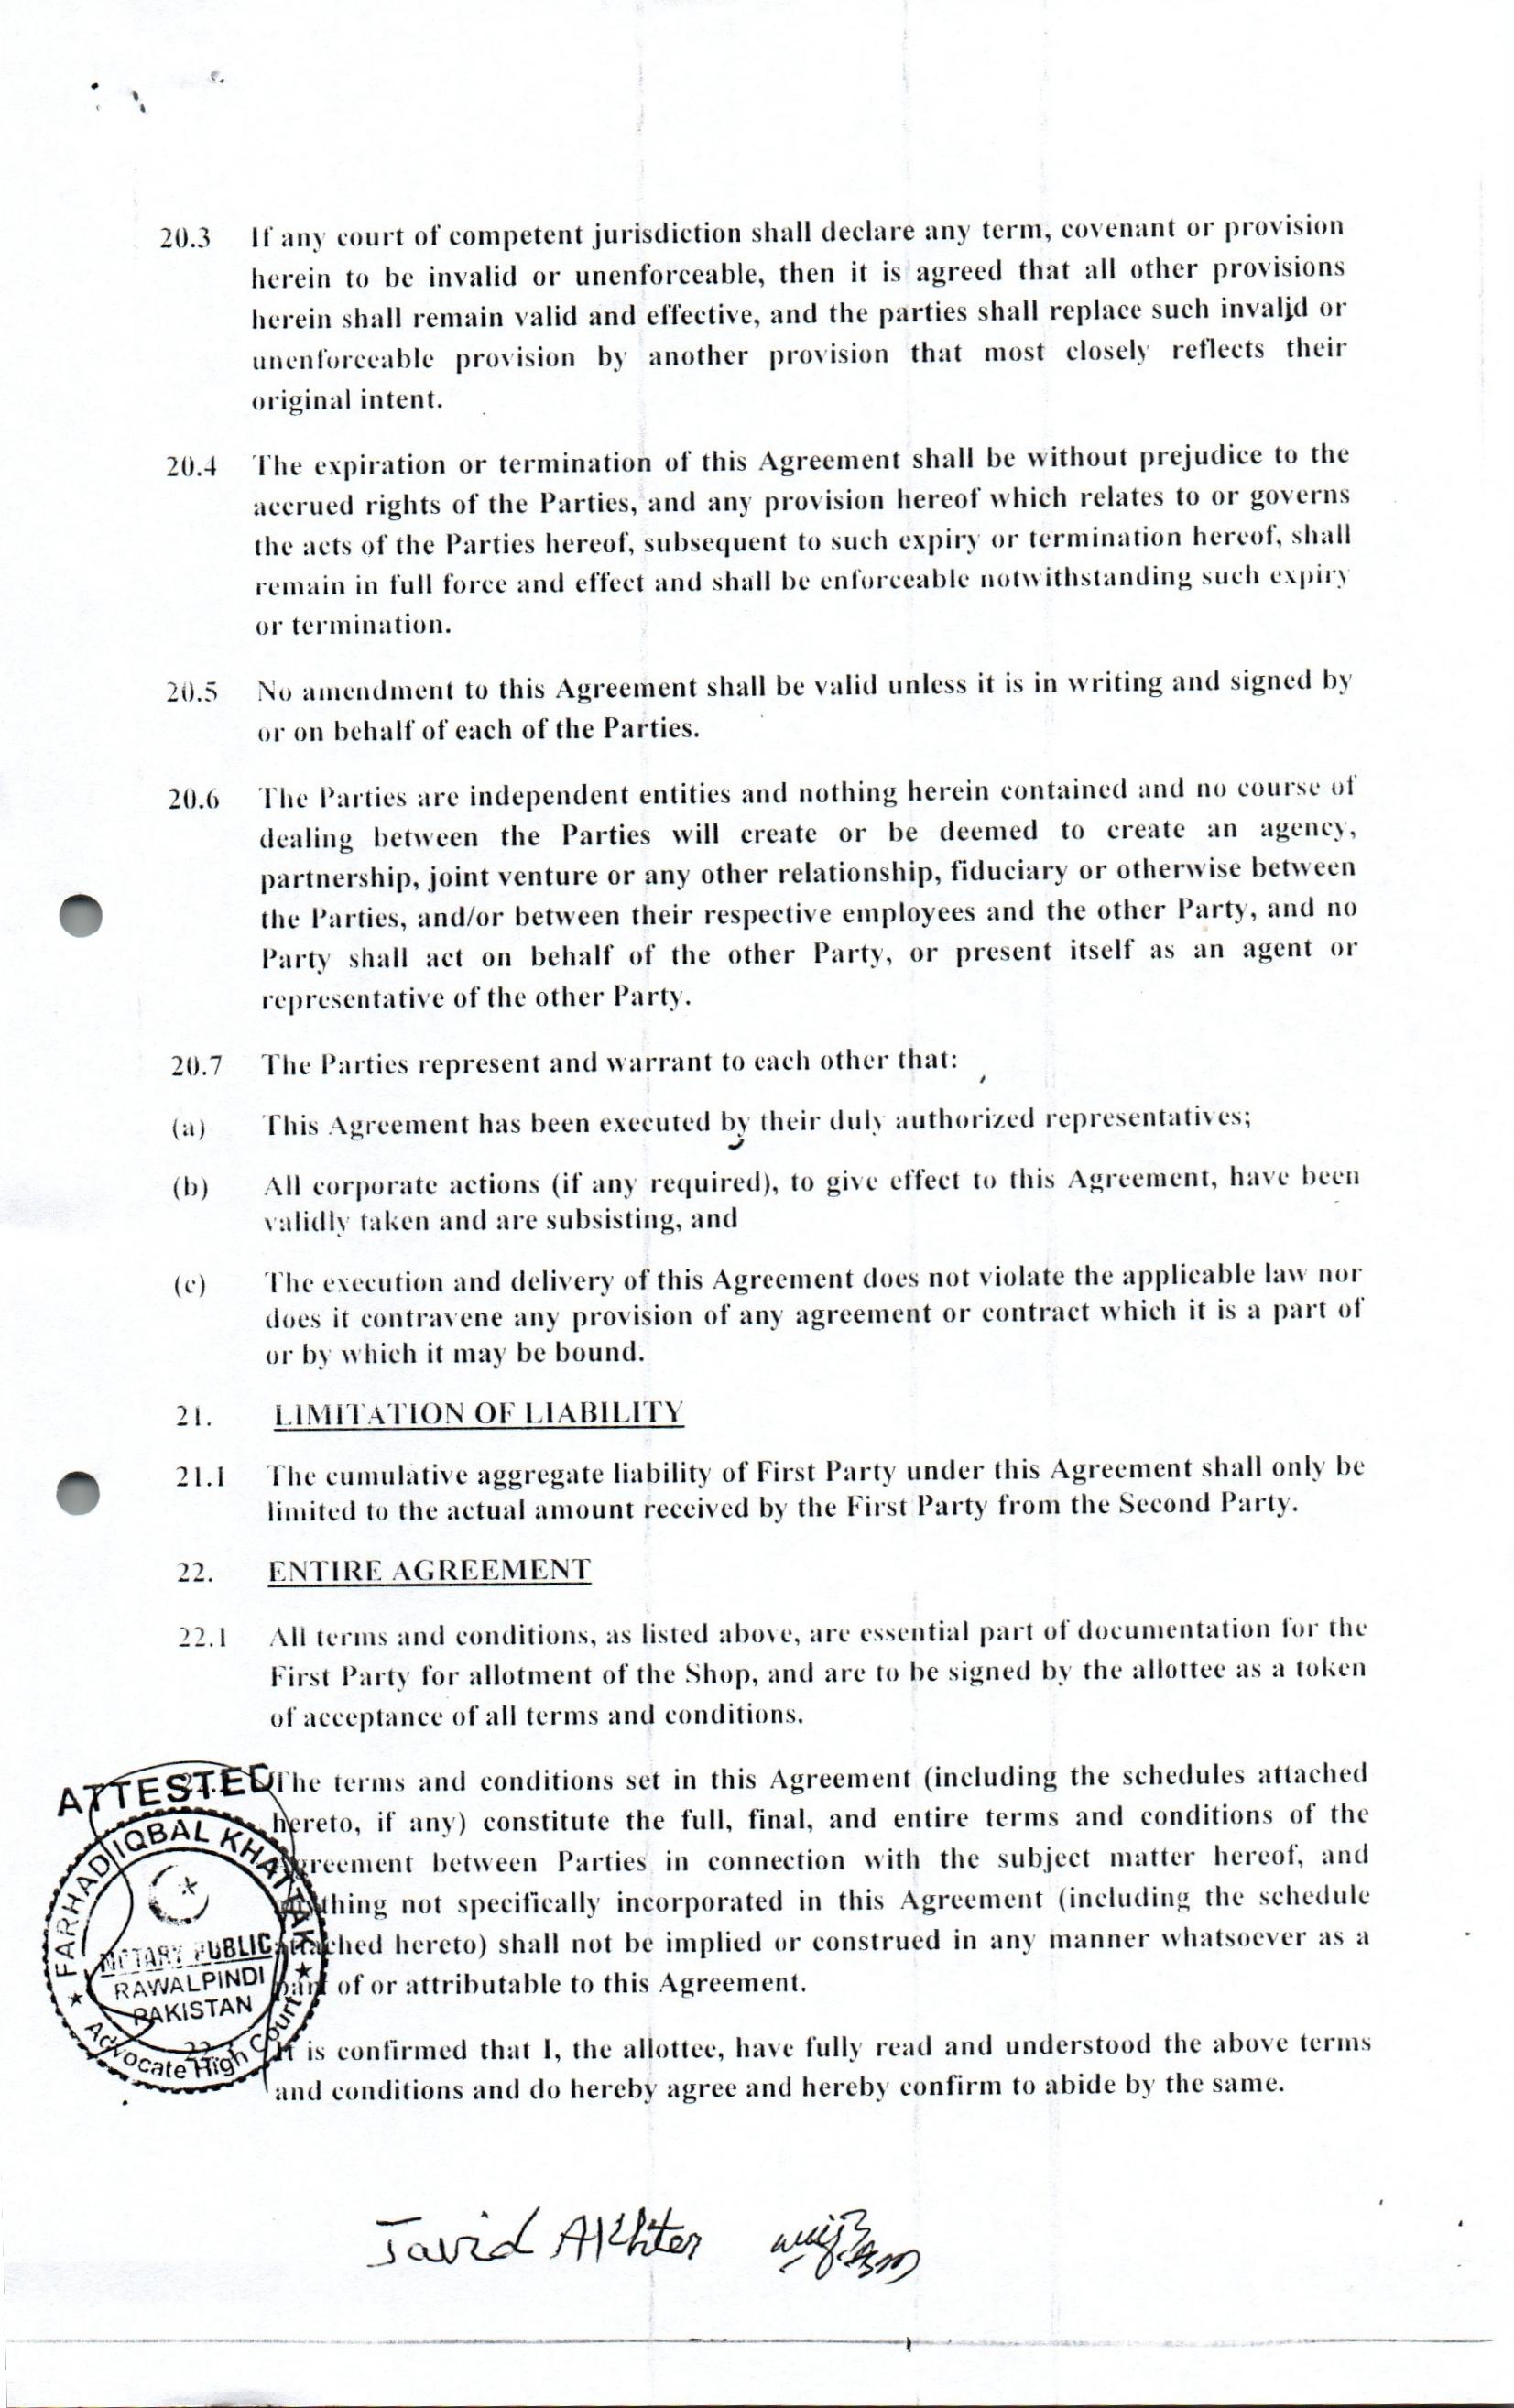 20.3 If any court of competent jurisdiction shall declare any term, covenant or provision
herein to be invalid or unenforceable, then it is agreed that all other provisions
herein shall remain valid and effective, and the parties shall replace such invalid or
unenforceable provision by another provision that most closely reflects their
original intent.
20.4 The expiration or termination of this Agreement shall be without prejudice to the
accrued rights of the Parties, and any provision hereof which relates to or governs
the acts of the Parties hereof, subsequent to such expiry or termination hereof, shall
remain in full force and effect and shall be enforceable notwithstanding such expiry
or termination.
20.5 No amendment to this Agreement shall be valid unless it is in writing and signed by
or on behalf of each of the Parties.
20.6 The Parties are independent entities and nothing herein contained and no course of
dealing between the Parties will create or be deemed to create an agency,
partnership, joint venture or any other relationship, fiduciary or otherwise between
the Parties, and/or between their respective employees and the other Party, and no
Party shall act on behalf of the other Party, or present itself as an agent or
representative of the other Party.
20.7 The Parties represent and warrant to each other that:
(a) This Agreement has been executed by their duly authorized representatives;
(b) All corporate actions (if any required), to give effect to this Agreement, have been
validly taken and are subsisting, and
(c) The execution and delivery of this Agreement does not violate the applicable law nor
does it contravene any provision of any agreement or contract which it is a part of
or by which it may be bound.
21. LIMITATION OF LIABILITY
21.1 The cumulative aggregate liability of First Party under this Agreement shall only be
limited to the actual amount received by the First Party from the Second Party.
22. ENTIRE AGREEMENT
22.1 All terms and conditions, as listed above, are essential part of documentation for the
First Party for allotment of the Shop, and are to be signed by the allottee as a token
of acceptance of all terms and conditions.
The terms and conditions set in this Agreement (including the schedules attached
hereto, if any) constitute the full, final, and entire terms and conditions of the
Agreement between Parties in connection with the subject matter hereof, and
thing not specifically incorporated in this Agreement (including the schedule
attached hereto) shall not be implied or construed in any manner whatsoever as a
part of or attributable to this Agreement.
It is confirmed that I, the allottee, have fully read and understood the above terms
and conditions and do hereby agree and hereby confirm to abide by the same.
ATTESTED
FARHAD IQBAL KHATTAK
NOTARY PUBLIC
RAWALPINDI
PAKISTAN
Advocate High Court
Javid Akhter